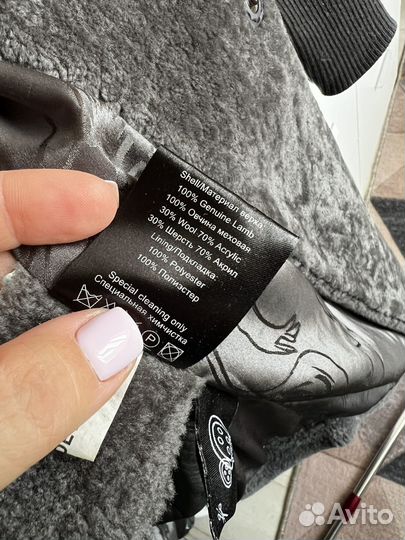 Shell/Материал верха:
100% Genuine Lamb
100% Овчина меховая
30% Wool 70% Acrylic
30% Шерсть 70% Акрил
Lining/Подкладка:
100% Polyester
100% Полиэстер
Special cleaning only
Специальная химчистка
P
Avito